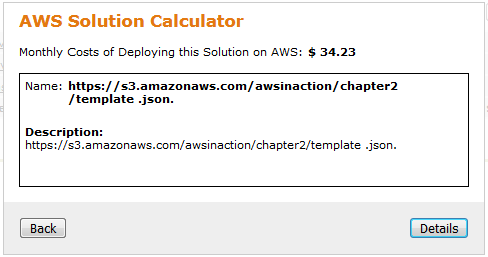 AWS Solution Calculator
Monthly Costs of Deploying this Solution on AWS: $ 34.23
Name: https://s3.amazonaws.com/awsinaction/chapter2
/template .json.
Description:
https://s3.amazonaws.com/awsinaction/chapter2/template .json.
Back Details